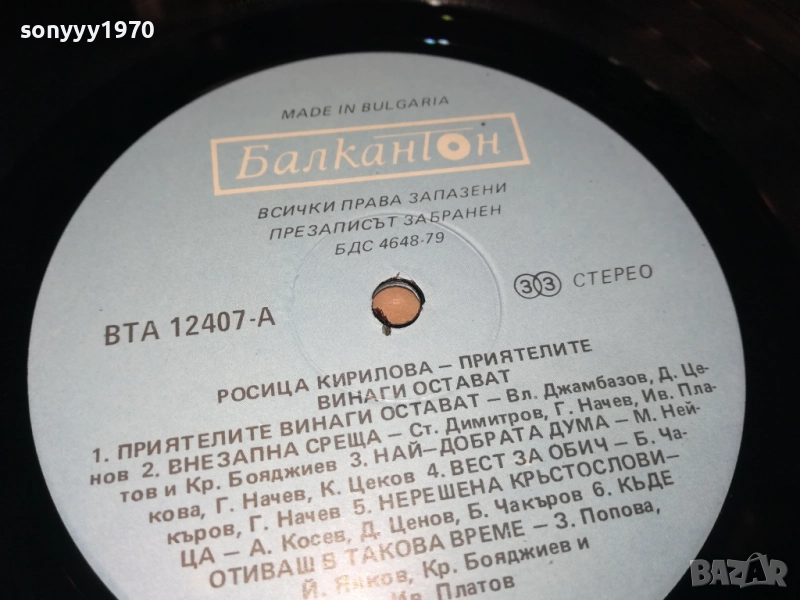 sonyyy1970
MADE IN BULGARIA
Балкантон
ВСИЧКИ ПРАВА ЗАПАЗЕНИ
ПРЕЗАПИСЪТ ЗАБРАНЕН
БДС 4648-79
ВТА 12407-А
33 СТЕРЕО
РОСИЦА КИРИЛОВА — ПРИЯТЕЛИТЕ
ВИНАГИ ОСТАВАТ
1. ПРИЯТЕЛИТЕ ВИНАГИ ОСТАВАТ — Вл. Джамбазов, Д. Це-
нов 2. ВНЕЗАПНА СРЕЩА — Ст. Димитров, Г. Начев, Ив. Пла-
тов и Кр. Бояджиев 3. НАЙ—ДОБРАТА ДУМА — М. Ней-
кова, Г. Начев, К. Цеков 4. ВЕСТ ЗА ОБИЧ — Б. Ча-
къров, Г. Начев 5. НЕРЕШЕНА КРЪСТОСЛОВИ—
ЦА — А. Косев, Д. Ценов, Б. Чакъров 6. КЪДЕ
ОТИВАШ В ТАКОВА ВРЕМЕ — З. Попова,
Й. Янков, Кр. Бояджиев и
Ив. Платов
BAZAR